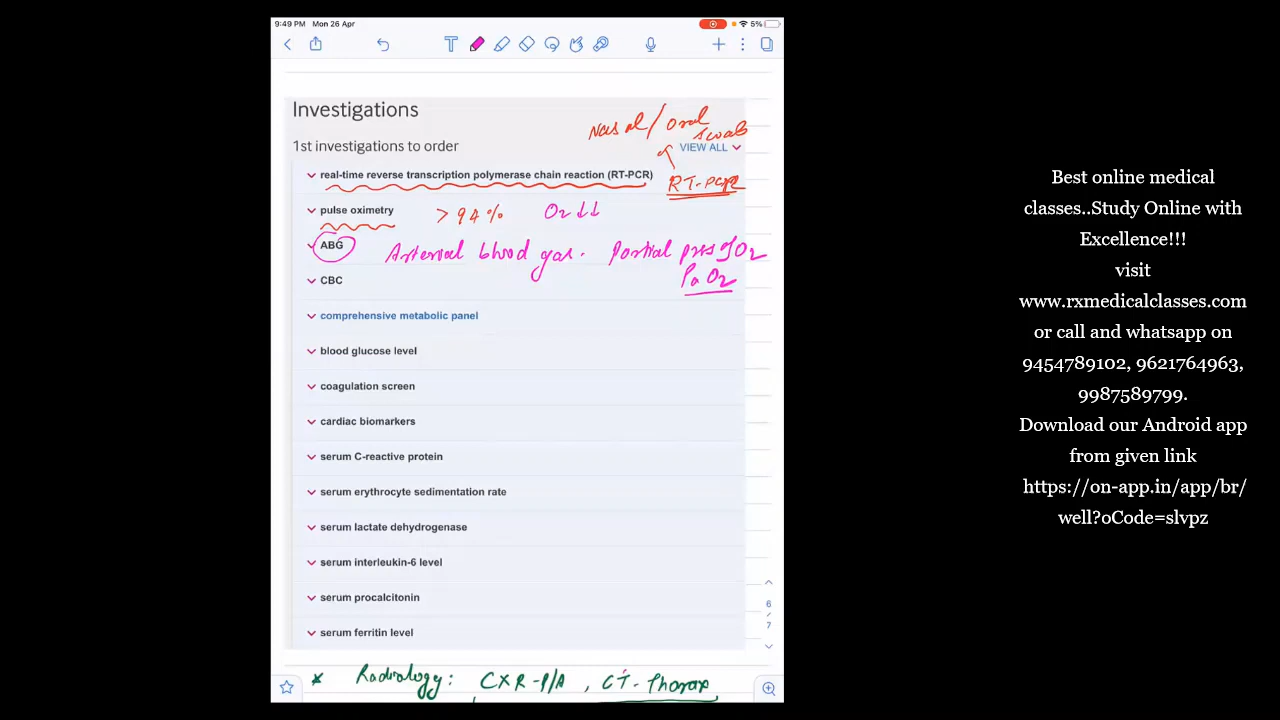 9:49 PM Mon 26 Apr
5%
Investigations
Nasal/Oral
swab
1st investigations to order
VIEW ALL
real-time reverse transcription polymerase chain reaction (RT-PCR)
RT-PCR
pulse oximetry
>94% O2↓↓
ABG
Arterial blood gas. Partial pres of O2
PaO2
CBC
comprehensive metabolic panel
blood glucose level
coagulation screen
cardiac biomarkers
serum C-reactive protein
serum erythrocyte sedimentation rate
serum lactate dehydrogenase
serum interleukin-6 level
serum procalcitonin
serum ferritin level
6
/
7
* Radiology: CXR-P/A, CT-Thorax
Best online medical
classes..Study Online with
Excellence!!!
visit
www.rxmedicalclasses.com
or call and whatsapp on
9454789102, 9621764963,
9987589799.
Download our Android app
from given link
https://on-app.in/app/br/
well?oCode=slvpz